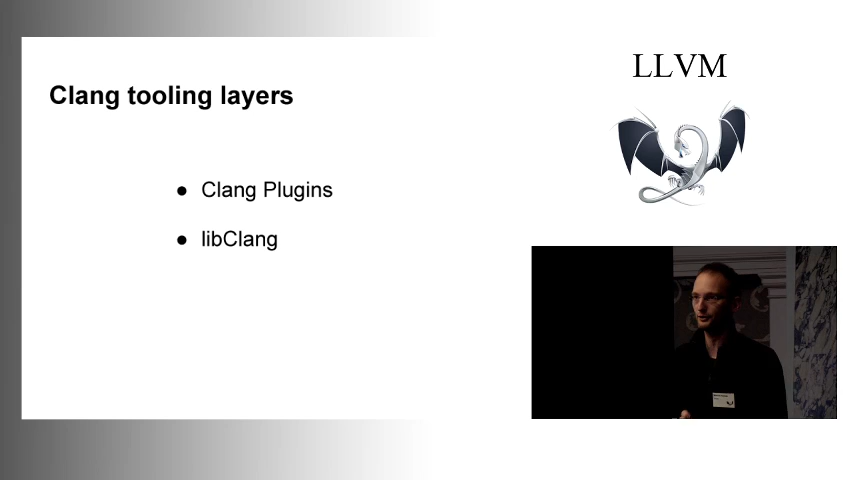 Clang tooling layers
● Clang Plugins
● libClang
LLVM